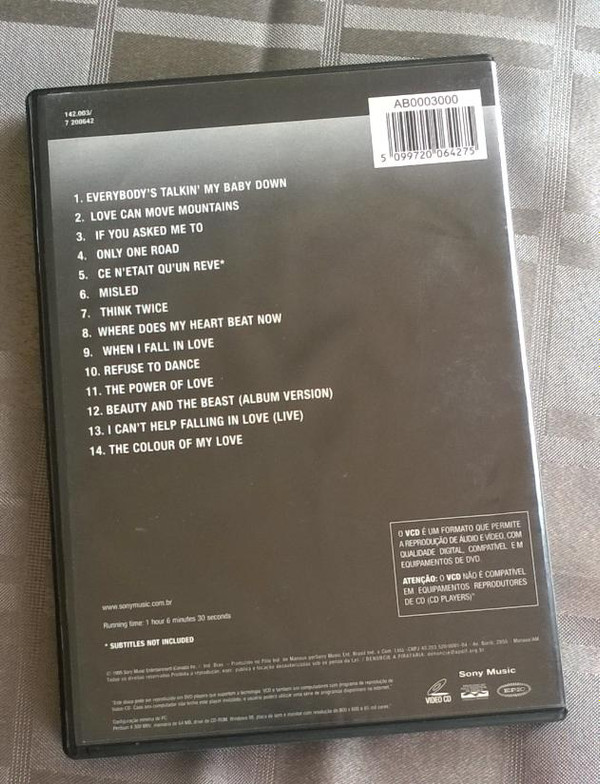 142.003/
7 200642
AB0003000
5 099720 064275
1. EVERYBODY'S TALKIN' MY BABY DOWN
2. LOVE CAN MOVE MOUNTAINS
3. IF YOU ASKED ME TO
4. ONLY ONE ROAD
5. CE N'ETAIT QU'UN REVE*
6. MISLED
7. THINK TWICE
8. WHERE DOES MY HEART BEAT NOW
9. WHEN I FALL IN LOVE
10. REFUSE TO DANCE
11. THE POWER OF LOVE
12. BEAUTY AND THE BEAST (ALBUM VERSION)
13. I CAN'T HELP FALLING IN LOVE (LIVE)
14. THE COLOUR OF MY LOVE
O VCD É UM FORMATO QUE PERMITE
A REPRODUÇÃO DE ÁUDIO E VÍDEO, COM
QUALIDADE DIGITAL, COMPATÍVEL EM
EQUIPAMENTOS DE DVD.
ATENÇÃO: O VCD NÃO É COMPATÍVEL
EM EQUIPAMENTOS REPRODUTORES
DE CD (CD PLAYERS)"
www.sonymusic.com.br
Running time: 1 hour 6 minutes 30 seconds
* SUBTITLES NOT INCLUDED
Sony Music
VIDEO CD
EPIC